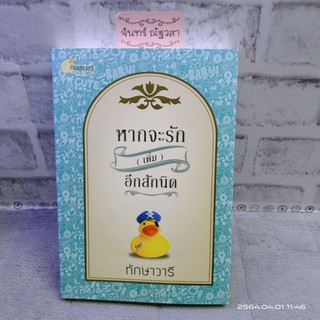 จันทร์ ณัฐวสา
หากจะรัก
(เพิ่ม)
อีกสักนิด
ทักษาวารี
2564.04.01 11:46